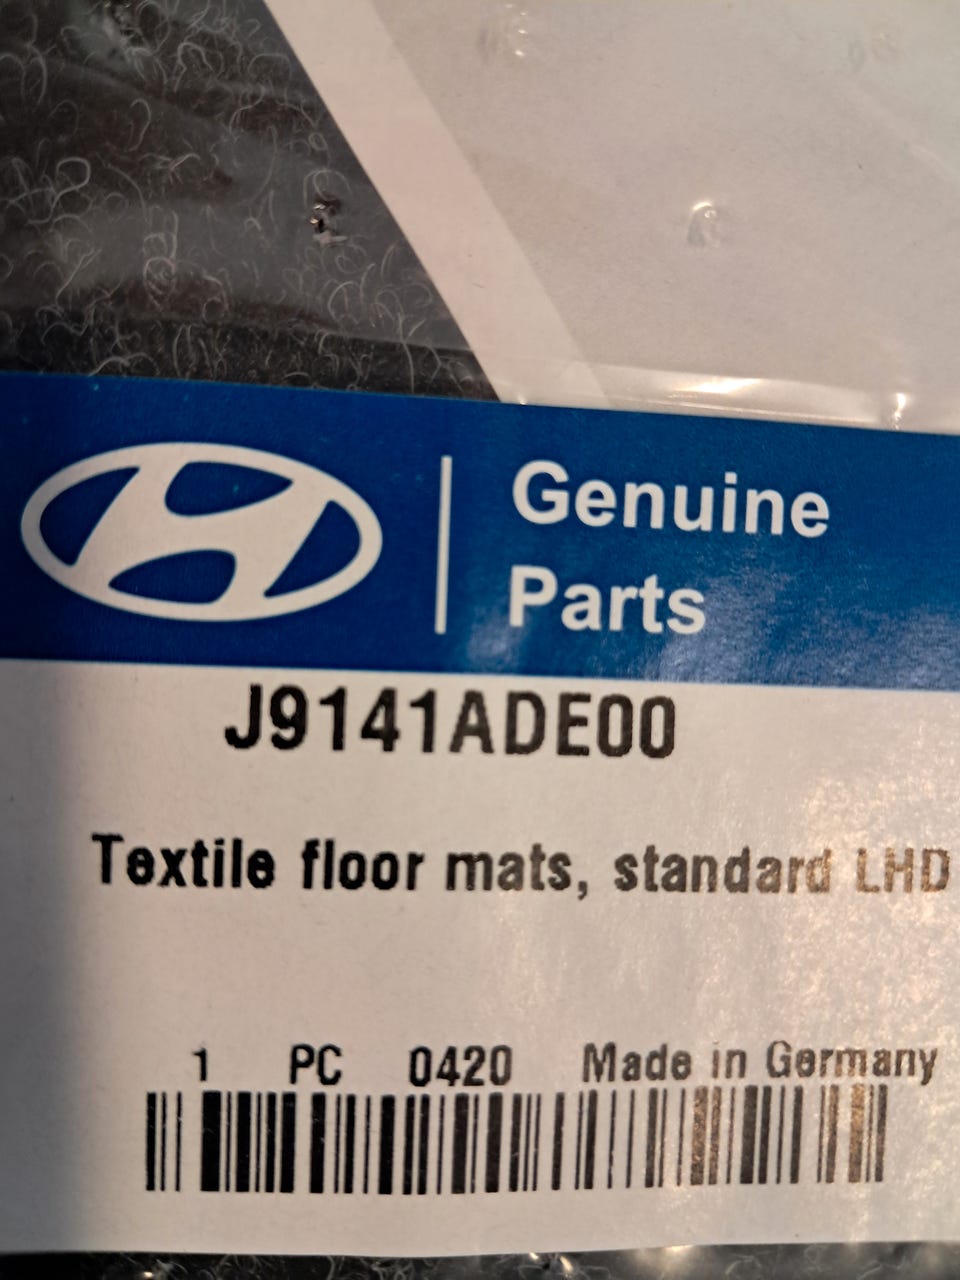 Genuine
Parts
J9141ADE00
Textile floor mats, standard LHD
1 PC 0420 Made in Germany